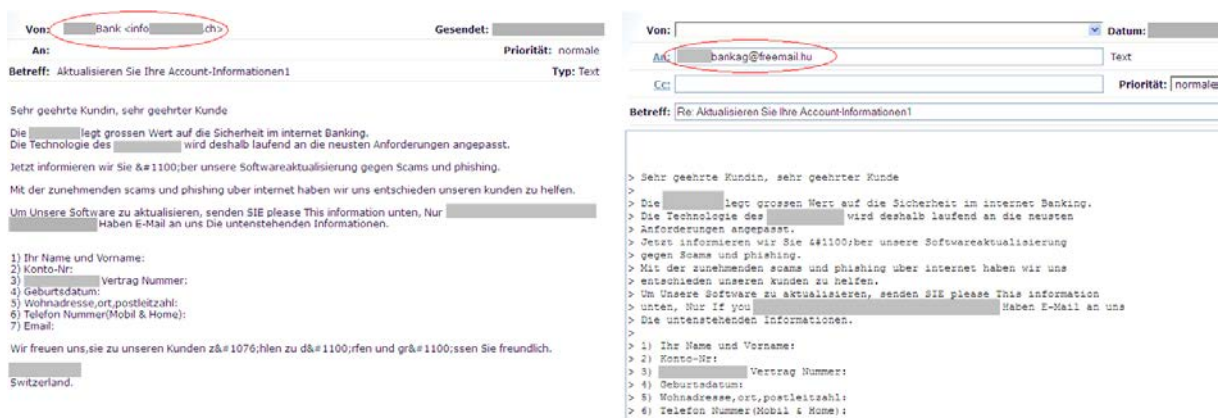 Von: Bank <info .ch> Gesendet:
An: Priorität: normale
Betreff: Aktualisieren Sie Ihre Account-Informationen1 Typ: Text
Sehr geehrte Kundin, sehr geehrter Kunde
Die legt grossen Wert auf die Sicherheit im internet Banking.
Die Technologie des wird deshalb laufend an die neusten Anforderungen angepasst.
Jetzt informieren wir Sie &#1100;ber unsere Softwareaktualisierung gegen Scams und phishing.
Mit der zunehmenden scams und phishing uber internet haben wir uns entschieden unseren kunden zu helfen.
Um Unsere Software zu aktualisieren, senden SIE please This information unten, Nur
Haben E-Mail an uns Die untenstehenden Informationen.
1) Ihr Name und Vorname:
2) Konto-Nr:
3) Vertrag Nummer:
4) Geburtsdatum:
5) Wohnadresse,ort,postleitzahl:
6) Telefon Nummer(Mobil & Home):
7) Email:
Wir freuen uns,sie zu unseren Kunden z&#1076;hlen zu d&#1100;rfen und gr&#1100;ssen Sie freundlich.
Switzerland.
Von: Datum:
An: bankag@freemail.hu Text
Cc: Priorität: normales
Betreff: Re: Aktualisieren Sie Ihre Account-Informationen1
> Sehr geehrte Kundin, sehr geehrter Kunde
>
> Die legt grossen Wert auf die Sicherheit im internet Banking.
> Die Technologie des wird deshalb laufend an die neusten
> Anforderungen angepasst.
> Jetzt informieren wir Sie &#1100;ber unsere Softwareaktualisierung
> gegen Scams und phishing.
> Mit der zunehmenden scams und phishing uber internet haben wir uns
> entschieden unseren kunden zu helfen.
> Um Unsere Software zu aktualisieren, senden SIE please This information
> unten, Nur If you Haben E-Mail an uns
> Die untenstehenden Informationen.
>
> 1) Ihr Name und Vorname:
> 2) Konto-Nr:
> 3) Vertrag Nummer:
> 4) Geburtsdatum:
> 5) Wohnadresse,ort,postleitzahl:
> 6) Telefon Nummer(Mobil & Home):